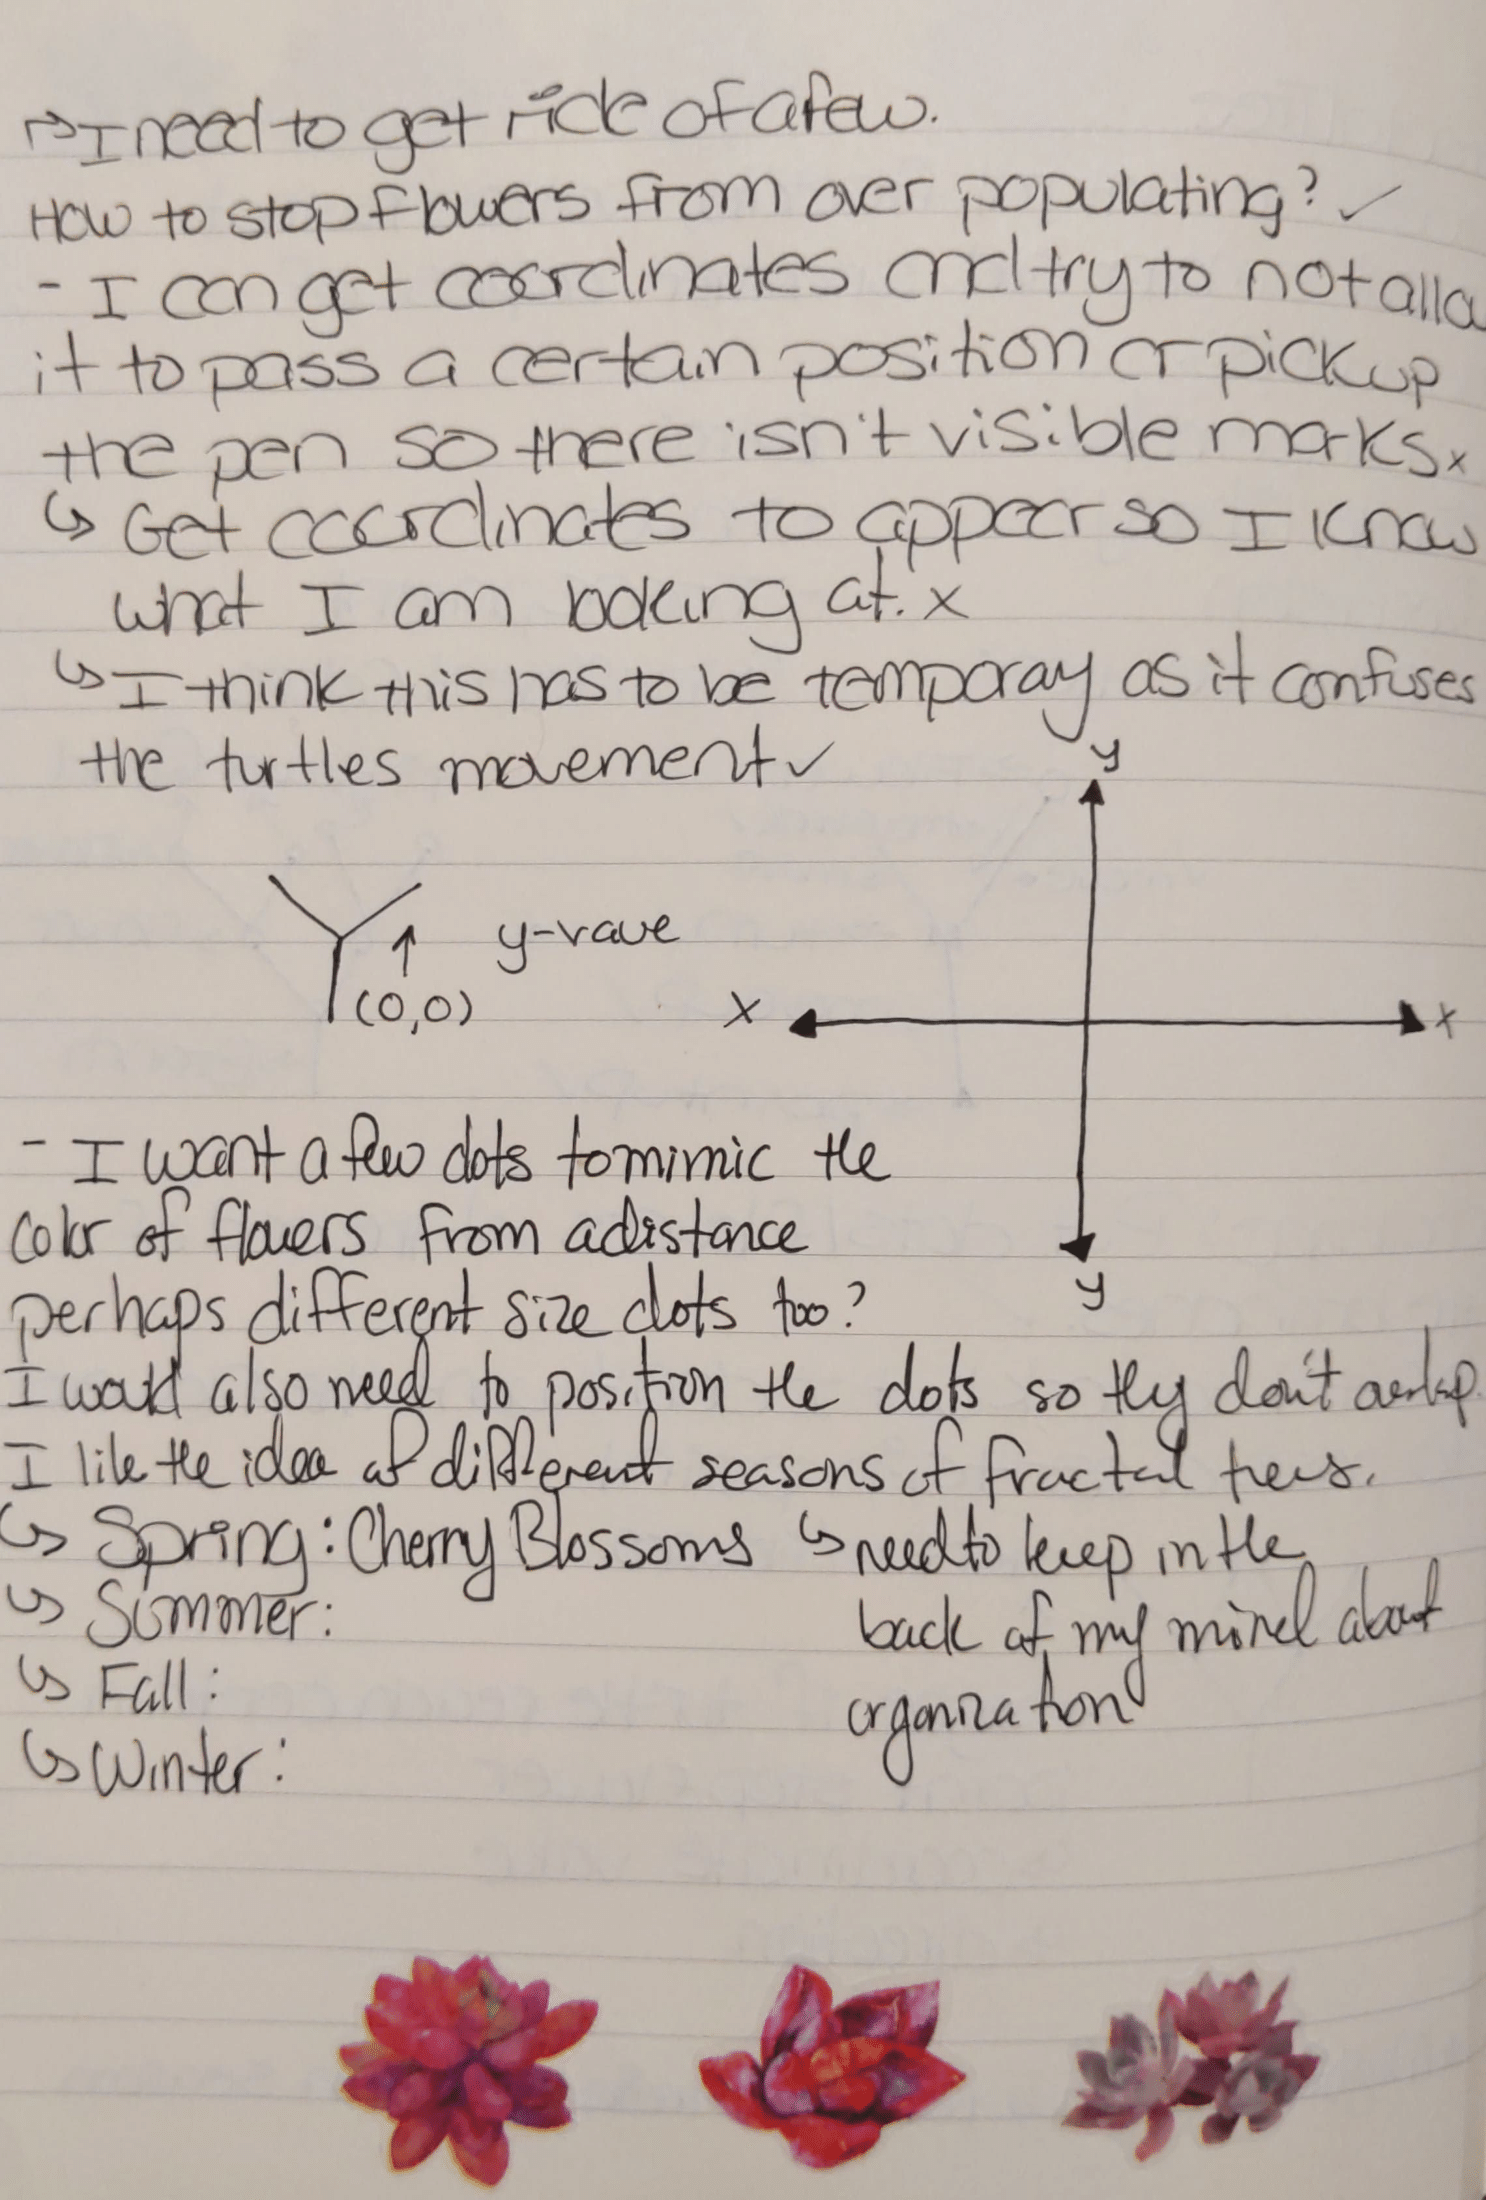 ↱I need to get ride of a few.
How to stop flowers from over populating? ✓
- I can get coordinates and try to not allo
it to pass a certain position or pick up
the pen so there isn't visible marks. x
↳ Get coordinates to appear so I know
what I am looking at. x
↳ I think this has to be temporay as it confuses
the turtles movement ✓
y
↑ y-vave
(0,0)
x x
- I want a few dots to mimic the
color of flowers from a distance
y
perhaps different size dots too?
I would also need to position the dots so they don't overlap.
I like the idea of different seasons of fractal trees.
↳ Spring: Cherry Blossoms ↳ need to keep in the
↳ Summer: back of my mind about
↳ Fall: organization
↳ Winter: